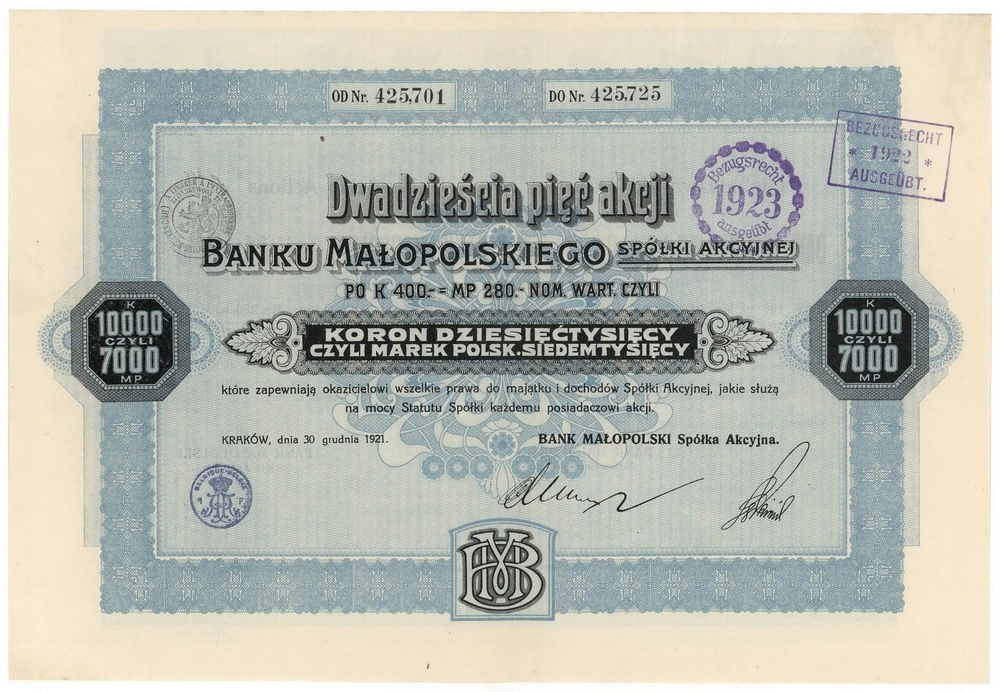 OD Nr. 425,701 DO Nr. 425,725
BEZUGSRECHT
* 1922 *
AUSGEÜBT.
Bezugsrecht
1923
ausgeübt
Dwadzieścia pięć akcji
BANKU MAŁOPOLSKIEGO SPÓŁKI AKCYJNEJ
PO K 400.- = MP 280.- NOM. WART. CZYLI
K
10000
CZYLI
7000
MP
KORON DZIESIEĆTYSIĘCY
CZYLI MAREK POLSK. SIEDEMTYSIĘCY
K
10000
CZYLI
7000
MP
które zapewniają okazicielowi wszelkie prawa do majątku i dochodów Spółki Akcyjnej, jakie służą
na mocy Statutu Spółki każdemu posiadaczowi akcji.
KRAKÓW, dnia 30 grudnia 1921. BANK MAŁOPOLSKI Spółka Akcyjna.
BELGIQUE-BELGIË